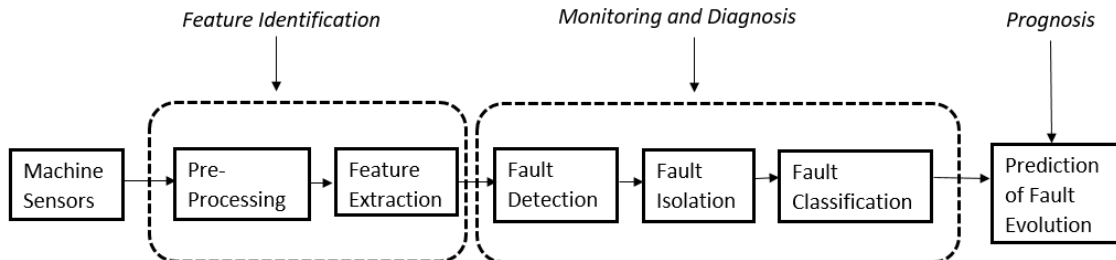 Feature Identification
Monitoring and Diagnosis
Prognosis
Machine
Sensors
Pre-
Processing
Feature
Extraction
Fault
Detection
Fault
Isolation
Fault
Classification
Prediction
of Fault
Evolution